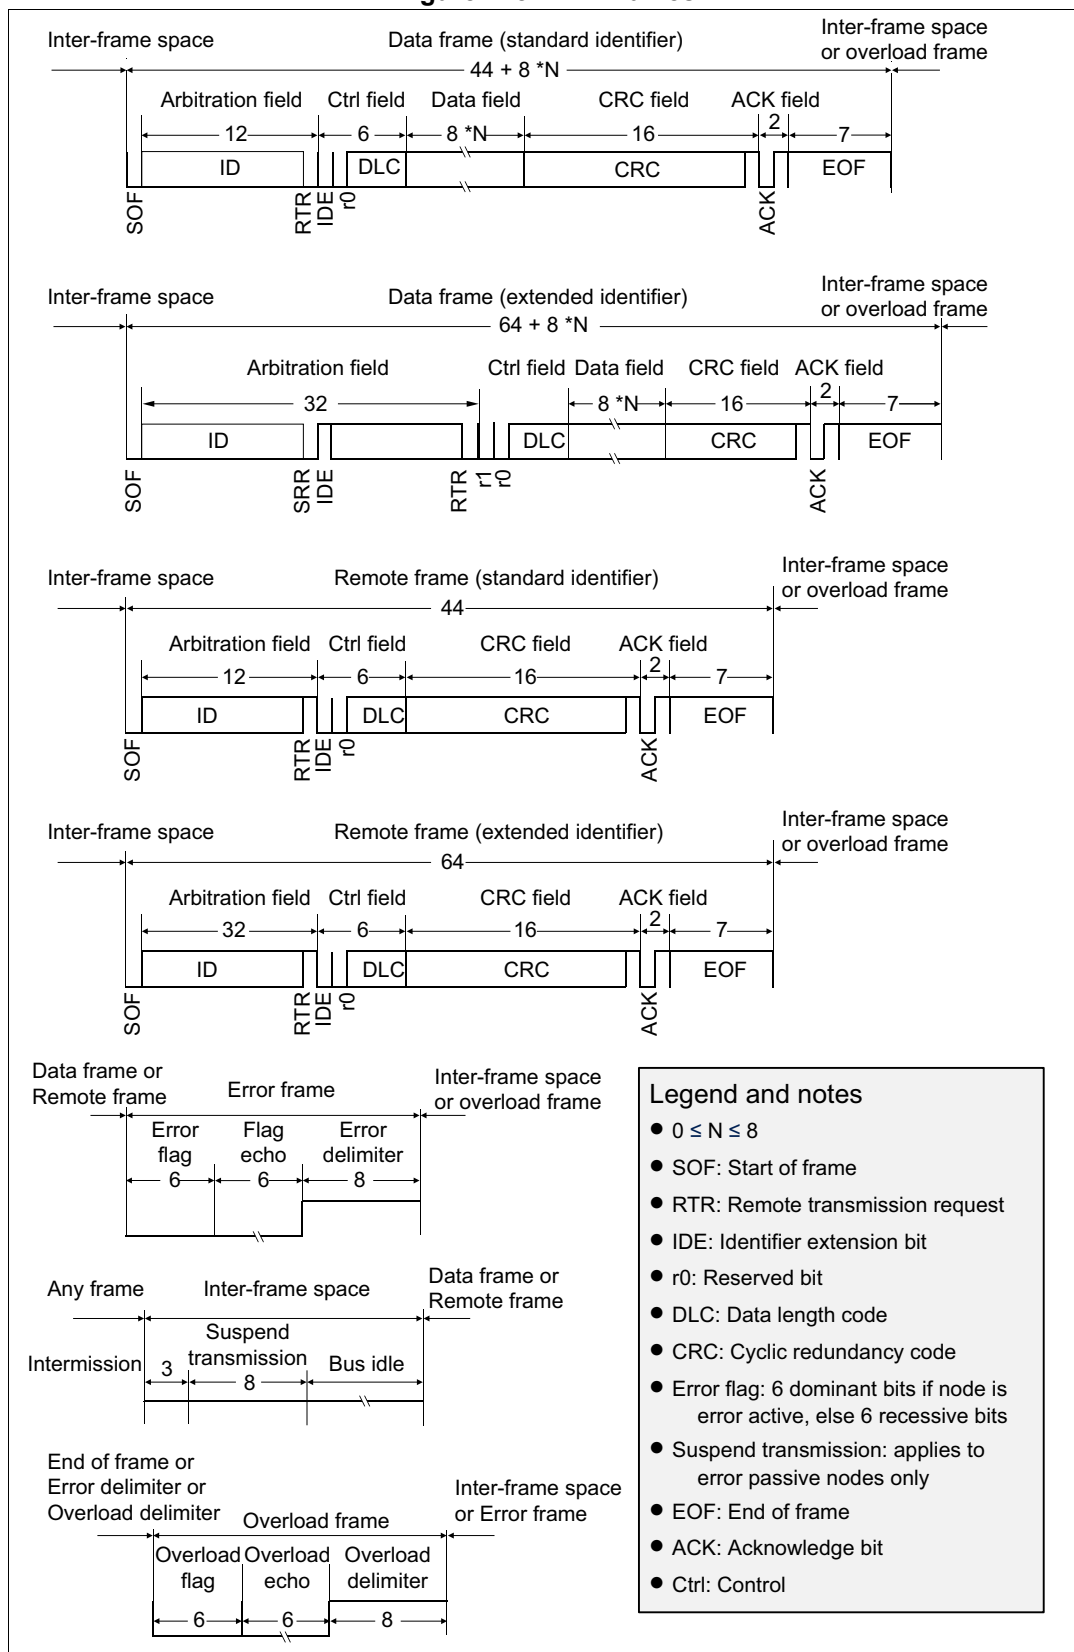 Inter-frame space
Data frame (standard identifier)
Inter-frame space
or overload frame
44 + 8 *N
Arbitration field Ctrl field Data field CRC field ACK field
12 6 8 *N 16 2 7
ID DLC CRC EOF
SOF RTR IDE r0 ACK
Inter-frame space
Data frame (extended identifier)
Inter-frame space
or overload frame
64 + 8 *N
Arbitration field Ctrl field Data field CRC field ACK field
32 8 *N 16 2 7
ID DLC CRC EOF
SOF SRR IDE RTR r1 r0 ACK
Inter-frame space
Remote frame (standard identifier)
Inter-frame space
or overload frame
44
Arbitration field Ctrl field CRC field ACK field
12 6 16 2 7
ID DLC CRC EOF
SOF RTR IDE r0 ACK
Inter-frame space
Remote frame (extended identifier)
Inter-frame space
or overload frame
64
Arbitration field Ctrl field CRC field ACK field
32 6 16 2 7
ID DLC CRC EOF
SOF RTR IDE r0 ACK
Data frame or
Remote frame
Error frame
Inter-frame space
or overload frame
Error
flag
Flag
echo
Error
delimiter
6 6 8
Any frame
Inter-frame space
Data frame or
Remote frame
Intermission
3
Suspend
transmission
8
Bus idle
End of frame or
Error delimiter or
Overload delimiter
Overload frame
Inter-frame space
or Error frame
Overload
flag
Overload
echo
Overload
delimiter
6 6 8
Legend and notes
● 0 ≤ N ≤ 8
● SOF: Start of frame
● RTR: Remote transmission request
● IDE: Identifier extension bit
● r0: Reserved bit
● DLC: Data length code
● CRC: Cyclic redundancy code
● Error flag: 6 dominant bits if node is
error active, else 6 recessive bits
● Suspend transmission: applies to
error passive nodes only
● EOF: End of frame
● ACK: Acknowledge bit
● Ctrl: Control